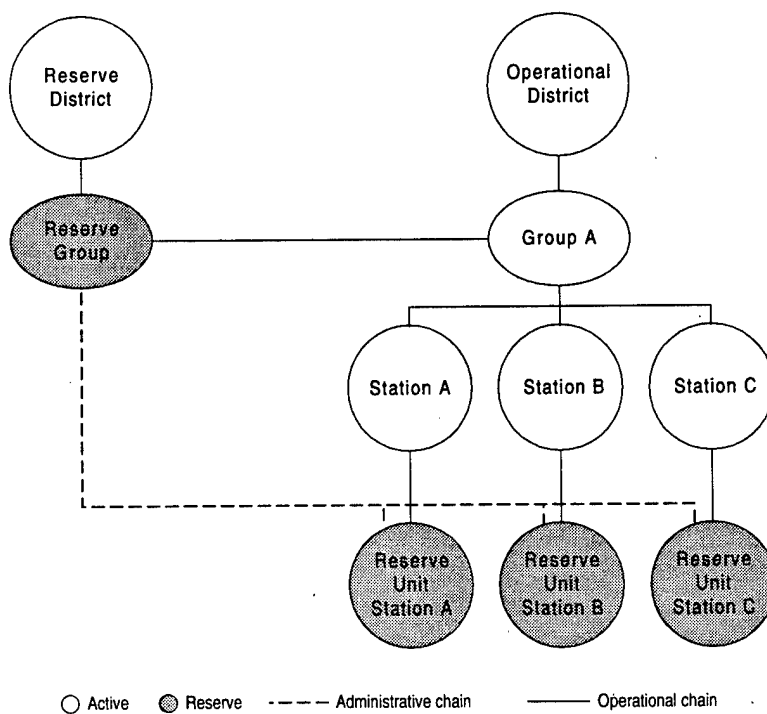 Reserve
District
Operational
District
Reserve
Group
Group A
Station A
Station B
Station C
Reserve
Unit
Station A
Reserve
Unit
Station B
Reserve
Unit
Station C
Active
Reserve
Administrative chain
Operational chain